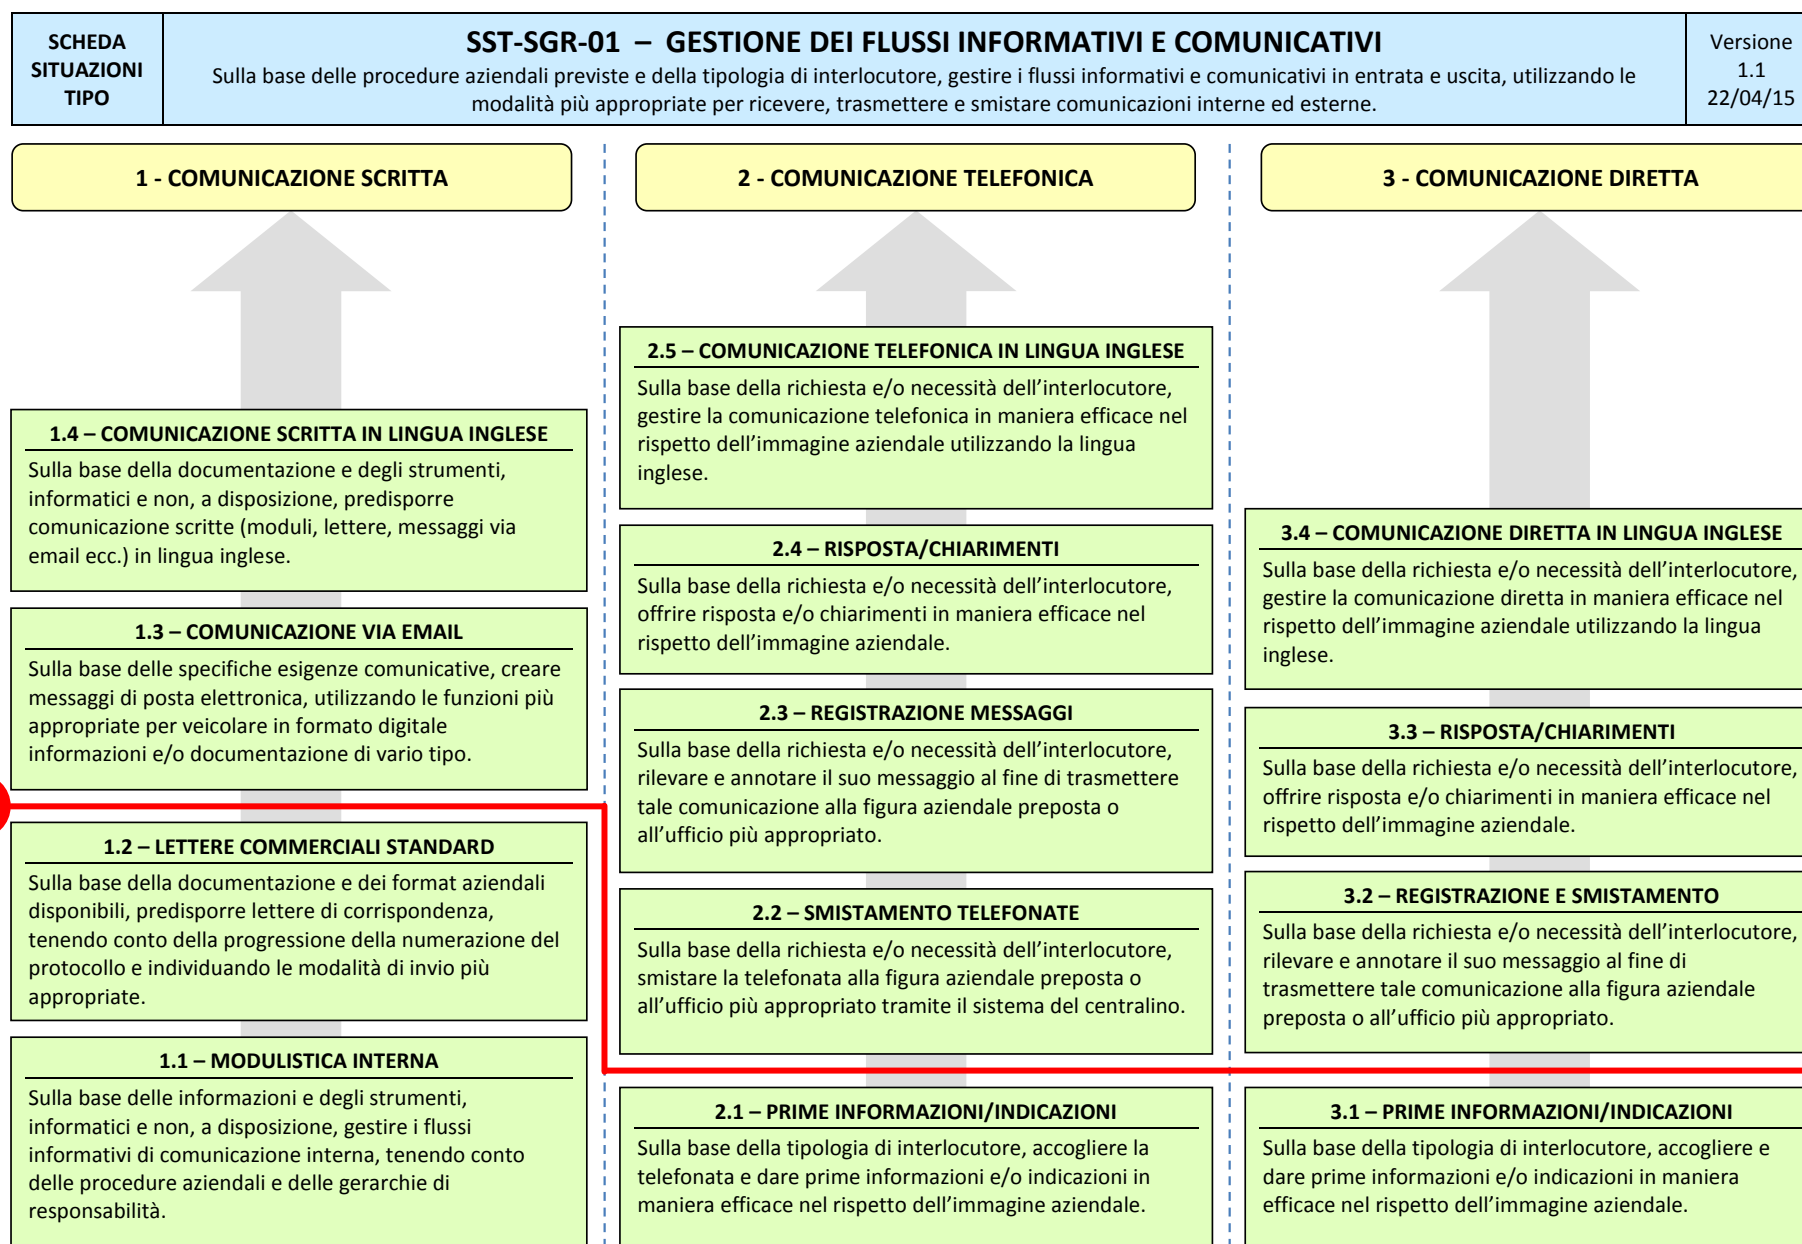 SCHEDA
SITUAZIONI
TIPO
SST-SGR-01 – GESTIONE DEI FLUSSI INFORMATIVI E COMUNICATIVI
Sulla base delle procedure aziendali previste e della tipologia di interlocutore, gestire i flussi informativi e comunicativi in entrata e uscita, utilizzando le
modalità più appropriate per ricevere, trasmettere e smistare comunicazioni interne ed esterne.
Versione
1.1
22/04/15
1 - COMUNICAZIONE SCRITTA
1.4 – COMUNICAZIONE SCRITTA IN LINGUA INGLESE
Sulla base della documentazione e degli strumenti,
informatici e non, a disposizione, predisporre
comunicazione scritte (moduli, lettere, messaggi via
email ecc.) in lingua inglese.
1.3 – COMUNICAZIONE VIA EMAIL
Sulla base delle specifiche esigenze comunicative, creare
messaggi di posta elettronica, utilizzando le funzioni più
appropriate per veicolare in formato digitale
informazioni e/o documentazione di vario tipo.
1.2 – LETTERE COMMERCIALI STANDARD
Sulla base della documentazione e dei format aziendali
disponibili, predisporre lettere di corrispondenza,
tenendo conto della progressione della numerazione del
protocollo e individuando le modalità di invio più
appropriate.
1.1 – MODULISTICA INTERNA
Sulla base delle informazioni e degli strumenti,
informatici e non, a disposizione, gestire i flussi
informativi di comunicazione interna, tenendo conto
delle procedure aziendali e delle gerarchie di
responsabilità.
2 - COMUNICAZIONE TELEFONICA
2.5 – COMUNICAZIONE TELEFONICA IN LINGUA INGLESE
Sulla base della richiesta e/o necessità dell’interlocutore,
gestire la comunicazione telefonica in maniera efficace nel
rispetto dell’immagine aziendale utilizzando la lingua
inglese.
2.4 – RISPOSTA/CHIARIMENTI
Sulla base della richiesta e/o necessità dell’interlocutore,
offrire risposta e/o chiarimenti in maniera efficace nel
rispetto dell’immagine aziendale.
2.3 – REGISTRAZIONE MESSAGGI
Sulla base della richiesta e/o necessità dell’interlocutore,
rilevare e annotare il suo messaggio al fine di trasmettere
tale comunicazione alla figura aziendale preposta o
all’ufficio più appropriato.
2.2 – SMISTAMENTO TELEFONATE
Sulla base della richiesta e/o necessità dell’interlocutore,
smistare la telefonata alla figura aziendale preposta o
all’ufficio più appropriato tramite il sistema del centralino.
2.1 – PRIME INFORMAZIONI/INDICAZIONI
Sulla base della tipologia di interlocutore, accogliere la
telefonata e dare prime informazioni e/o indicazioni in
maniera efficace nel rispetto dell’immagine aziendale.
3 - COMUNICAZIONE DIRETTA
3.4 – COMUNICAZIONE DIRETTA IN LINGUA INGLESE
Sulla base della richiesta e/o necessità dell’interlocutore,
gestire la comunicazione diretta in maniera efficace nel
rispetto dell’immagine aziendale utilizzando la lingua
inglese.
3.3 – RISPOSTA/CHIARIMENTI
Sulla base della richiesta e/o necessità dell’interlocutore,
offrire risposta e/o chiarimenti in maniera efficace nel
rispetto dell’immagine aziendale.
3.2 – REGISTRAZIONE E SMISTAMENTO
Sulla base della richiesta e/o necessità dell’interlocutore,
rilevare e annotare il suo messaggio al fine di
trasmettere tale comunicazione alla figura aziendale
preposta o all’ufficio più appropriato.
3.1 – PRIME INFORMAZIONI/INDICAZIONI
Sulla base della tipologia di interlocutore, accogliere e
dare prime informazioni e/o indicazioni in maniera
efficace nel rispetto dell’immagine aziendale.